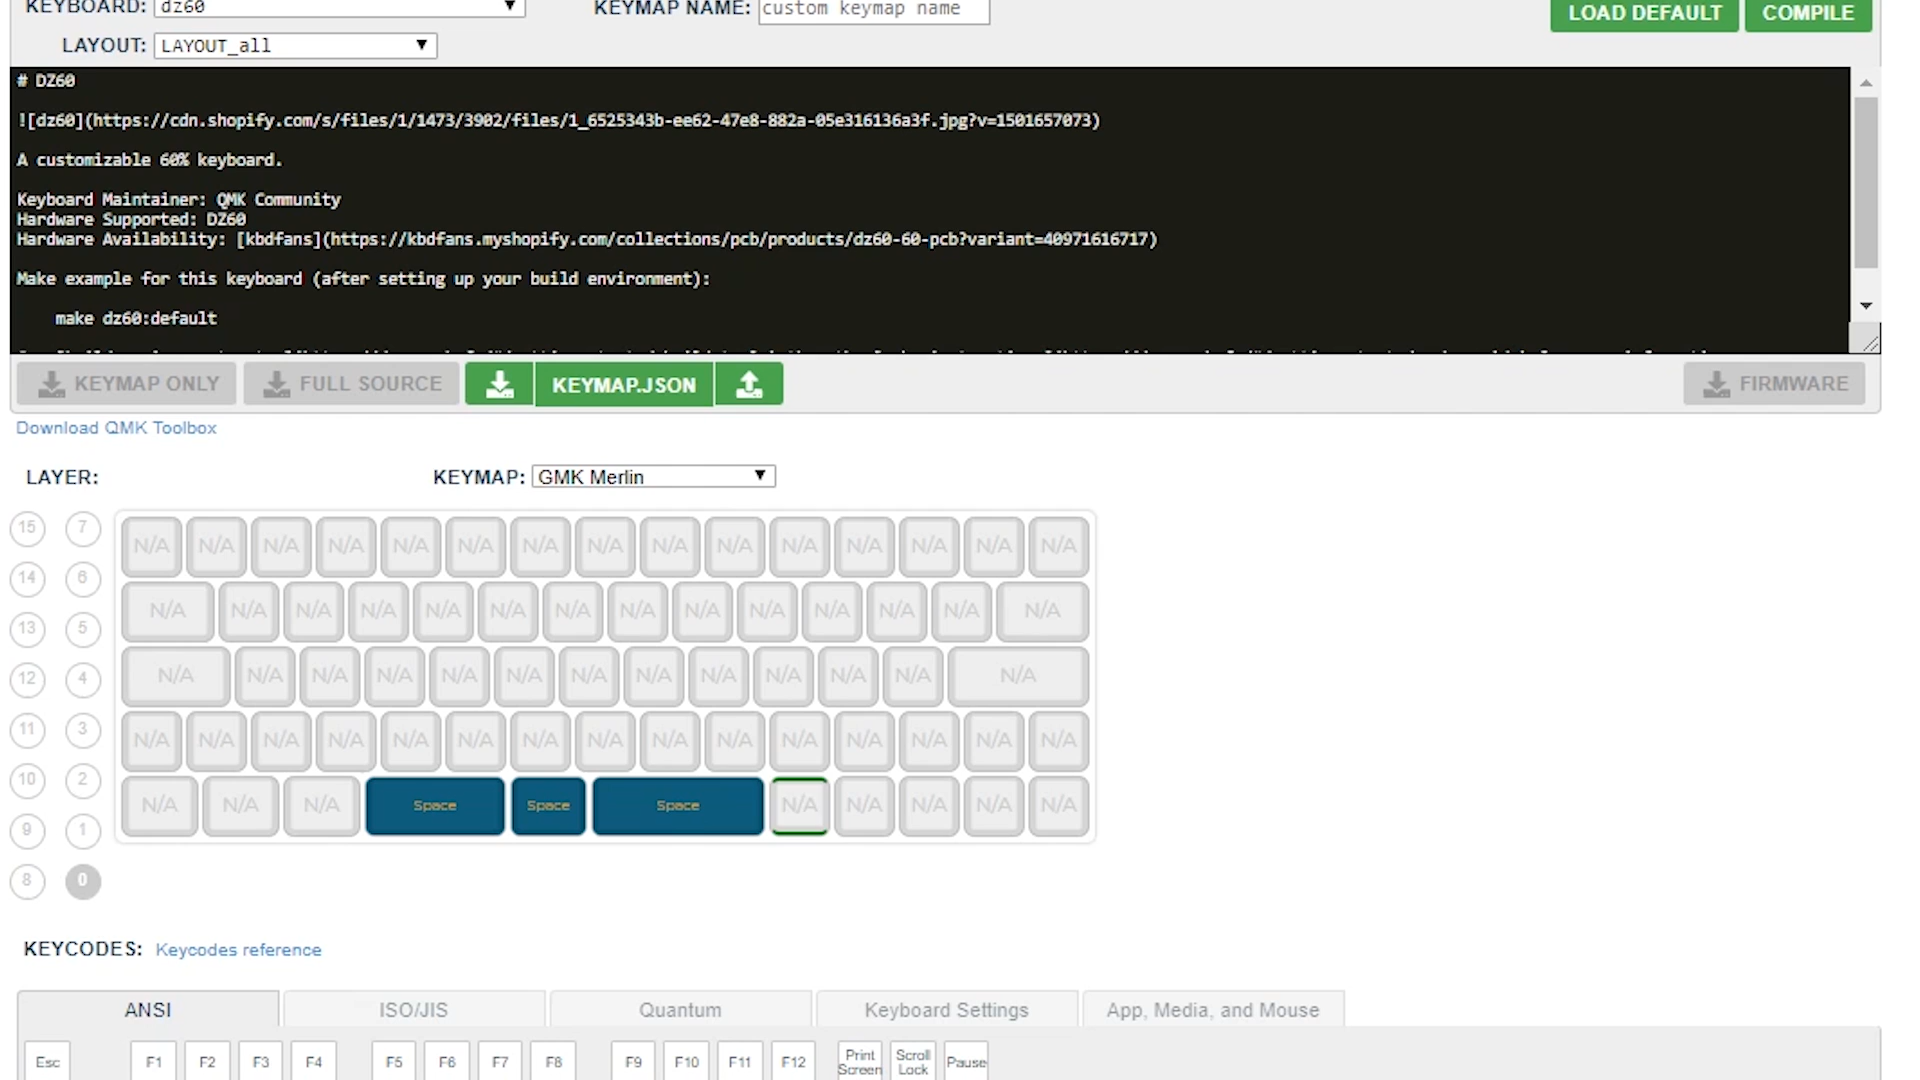 KEYBOARD: dz60 KEYMAP NAME: custom keymap name LOAD DEFAULT COMPILE
LAYOUT: LAYOUT_all
# DZ60
![dz60](https://cdn.shopify.com/s/files/1/1473/3902/files/1_6525343b-ee62-47e8-882a-05e316136a3f.jpg?v=1501657073)
A customizable 60% keyboard.
Keyboard Maintainer: QMK Community
Hardware Supported: DZ60
Hardware Availability: [kbdfans](https://kbdfans.myshopify.com/collections/pcb/products/dz60-60-pcb?variant=40971616717)
Make example for this keyboard (after setting up your build environment):
make dz60:default
KEYMAP ONLY FULL SOURCE KEYMAP.JSON FIRMWARE
Download QMK Toolbox
LAYER: KEYMAP: GMK Merlin
15 7 N/A N/A N/A N/A N/A N/A N/A N/A N/A N/A N/A N/A N/A N/A N/A
14 6 N/A N/A N/A N/A N/A N/A N/A N/A N/A N/A N/A N/A N/A N/A
13 5
12 4 N/A N/A N/A N/A N/A N/A N/A N/A N/A N/A N/A N/A N/A
11 3 N/A N/A N/A N/A N/A N/A N/A N/A N/A N/A N/A N/A N/A N/A N/A
10 2 N/A N/A N/A Space Space Space N/A N/A N/A N/A N/A
9 1
8 0
KEYCODES: Keycodes reference
ANSI ISO/JIS Quantum Keyboard Settings App, Media, and Mouse
Esc F1 F2 F3 F4 F5 F6 F7 F8 F9 F10 F11 F12 Print Screen Scroll Lock Pause